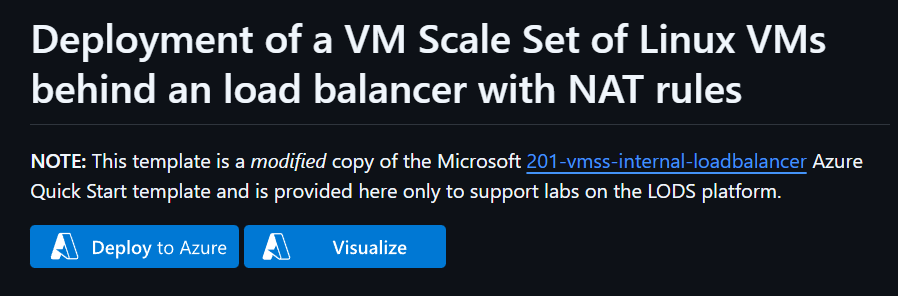 Deployment of a VM Scale Set of Linux VMs
behind an load balancer with NAT rules
NOTE: This template is a modified copy of the Microsoft 201-vmss-internal-loadbalancer Azure
Quick Start template and is provided here only to support labs on the LODS platform.
Deploy to Azure
Visualize